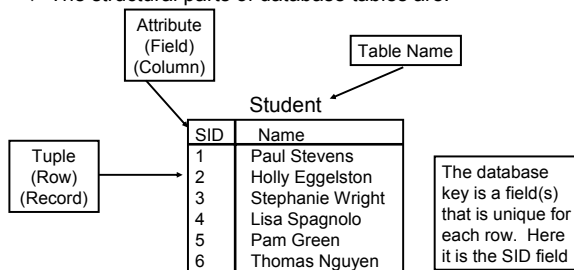 The structural parts of database tables are:
Attribute
(Field)
(Column)
Table Name
Student
SID Name
1 Paul Stevens
2 Holly Eggelston
3 Stephanie Wright
4 Lisa Spagnolo
5 Pam Green
6 Thomas Nguyen
Tuple
(Row)
(Record)
The database
key is a field(s)
that is unique for
each row. Here
it is the SID field